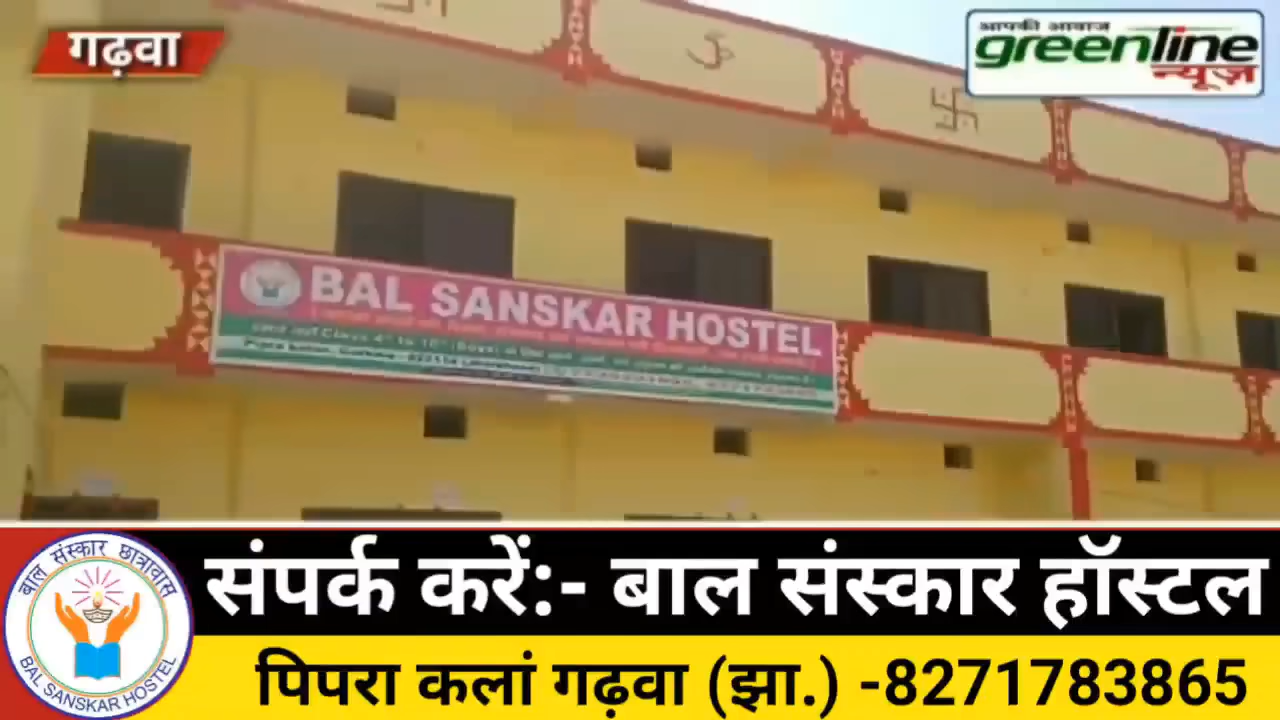 गढ़वा
आपकी आवाज
greenline
न्यूज़
BAL SANSKAR HOSTEL
संपर्क करें:- बाल संस्कार हॉस्टल
पिपरा कलां गढ़वा (झा.) -8271783865
बाल संस्कार छात्रावास
BAL SANSKAR HOSTEL